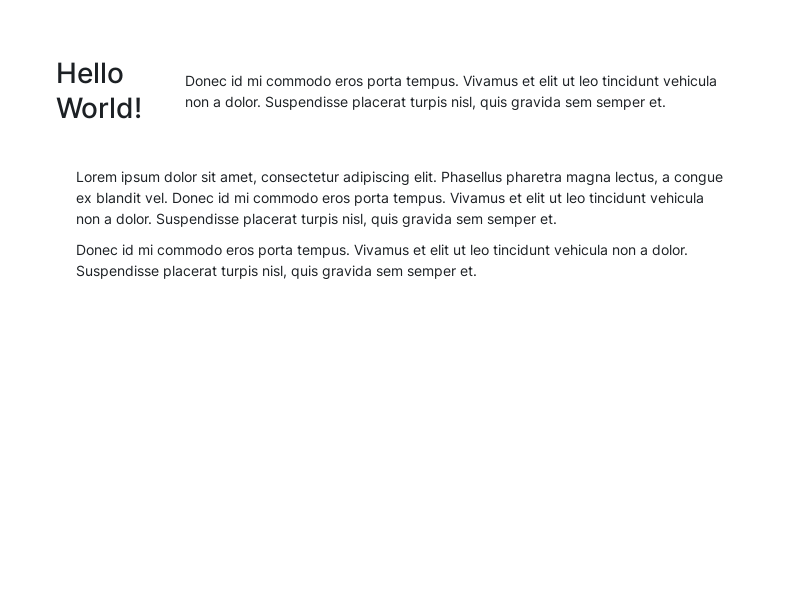 Hello
World!
Donec id mi commodo eros porta tempus. Vivamus et elit ut leo tincidunt vehicula
non a dolor. Suspendisse placerat turpis nisl, quis gravida sem semper et.
Lorem ipsum dolor sit amet, consectetur adipiscing elit. Phasellus pharetra magna lectus, a congue
ex blandit vel. Donec id mi commodo eros porta tempus. Vivamus et elit ut leo tincidunt vehicula
non a dolor. Suspendisse placerat turpis nisl, quis gravida sem semper et.
Donec id mi commodo eros porta tempus. Vivamus et elit ut leo tincidunt vehicula non a dolor.
Suspendisse placerat turpis nisl, quis gravida sem semper et.